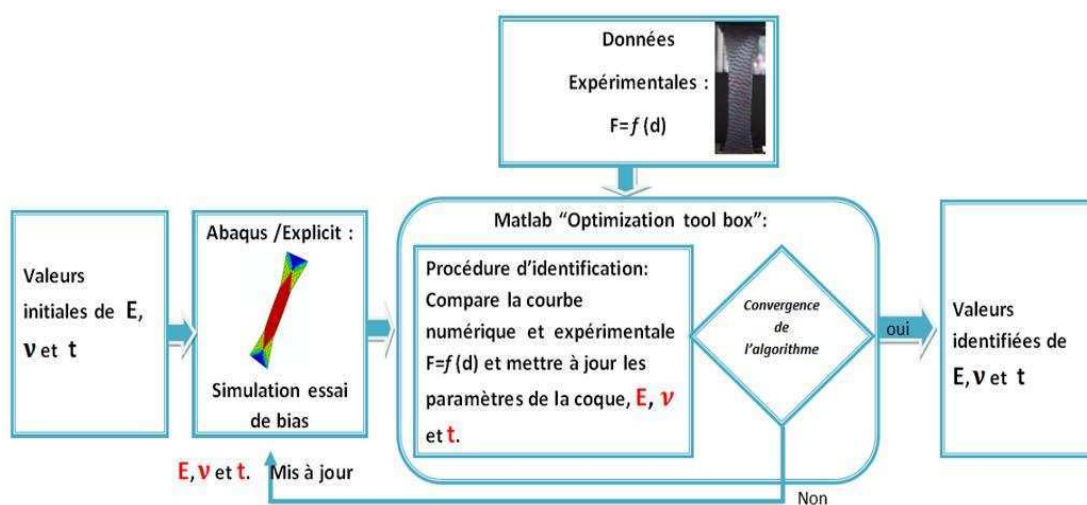 Données
Expérimentales :
F=f (d)
Valeurs
initiales de E,
ν et t
Abaqus /Explicit :
Simulation essai
de bias
Matlab “Optimization tool box”:
Procédure d’identification:
Compare la courbe
numérique et expérimentale
F=f (d) et mettre à jour les
paramètres de la coque, E, ν
et t.
Convergence
de
l’algorithme
oui
Valeurs
identifiées de
E, ν et t
E, ν et t. Mis à jour
Non